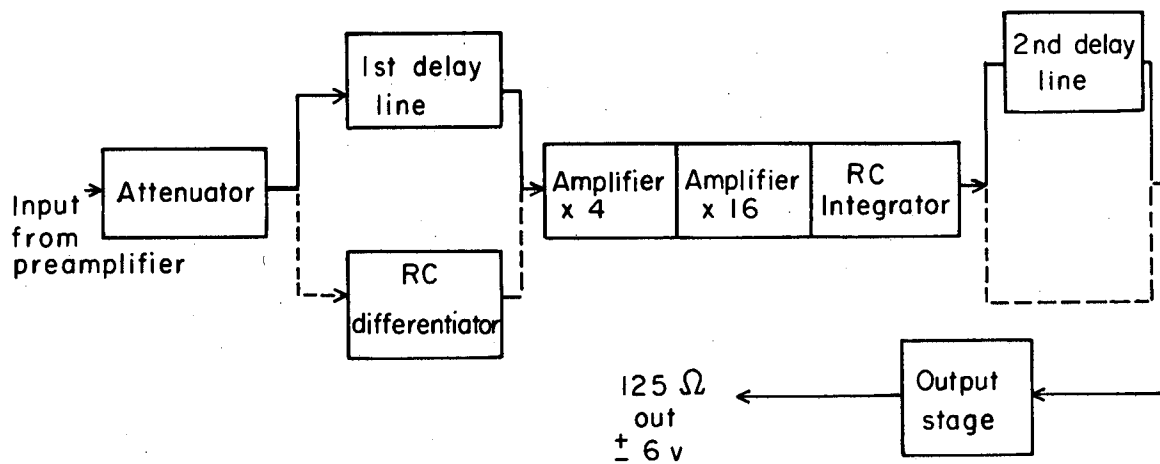 Input
from
preamplifier
Attenuator
1st delay
line
RC
differentiator
Amplifier
x 4
Amplifier
x 16
RC
Integrator
2nd delay
line
Output
stage
125 Ω
out
± 6 v